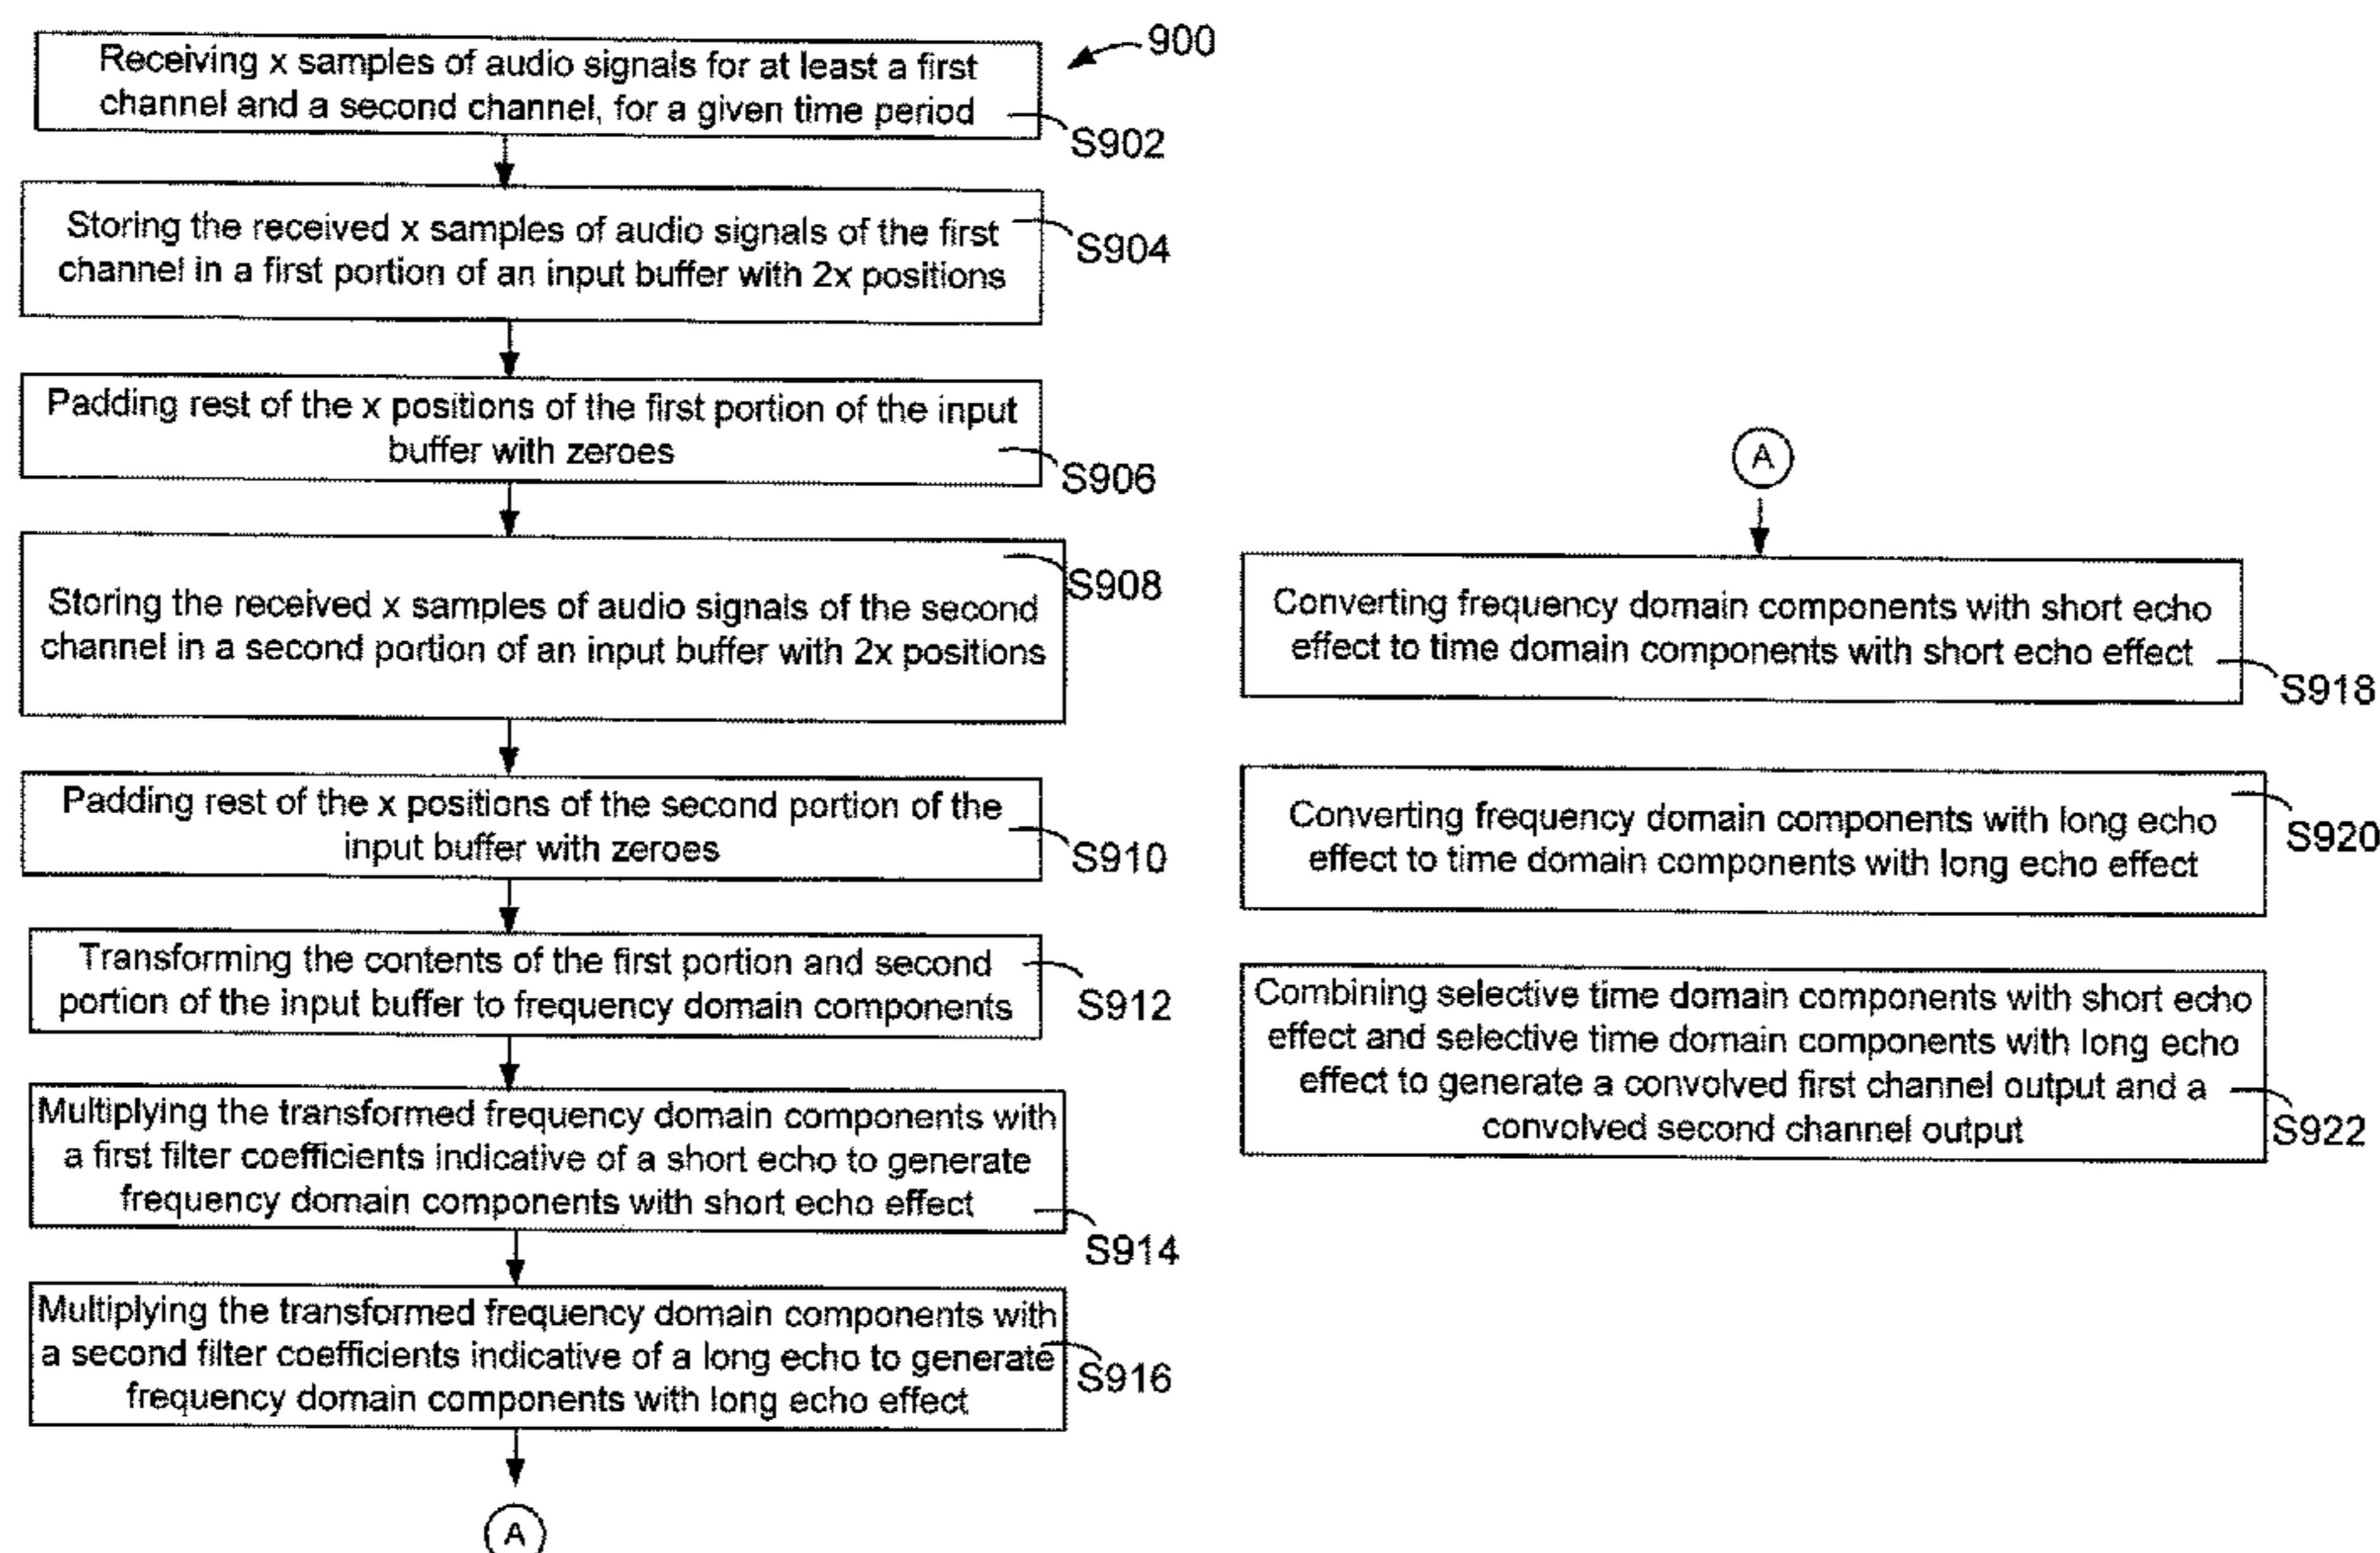 900
Receiving x samples of audio signals for at least a first
channel and a second channel, for a given time period
S902
Storing the received x samples of audio signals of the first
channel in a first portion of an input buffer with 2x positions
S904
Padding rest of the x positions of the first portion of the input
buffer with zeroes
S906
Storing the received x samples of audio signals of the second
channel in a second portion of an input buffer with 2x positions
S908
Padding rest of the x positions of the second portion of the
input buffer with zeroes
S910
Transforming the contents of the first portion and second
portion of the input buffer to frequency domain components
S912
Multiplying the transformed frequency domain components with
a first filter coefficients indicative of a short echo to generate
frequency domain components with short echo effect
S914
Multiplying the transformed frequency domain components with
a second filter coefficients indicative of a long echo to generate
frequency domain components with long echo effect
S916
A
A
Converting frequency domain components with short echo
effect to time domain components with short echo effect
S918
Converting frequency domain components with long echo
effect to time domain components with long echo effect
S920
Combining selective time domain components with short echo
effect and selective time domain components with long echo
effect to generate a convolved first channel output and a
convolved second channel output
S922